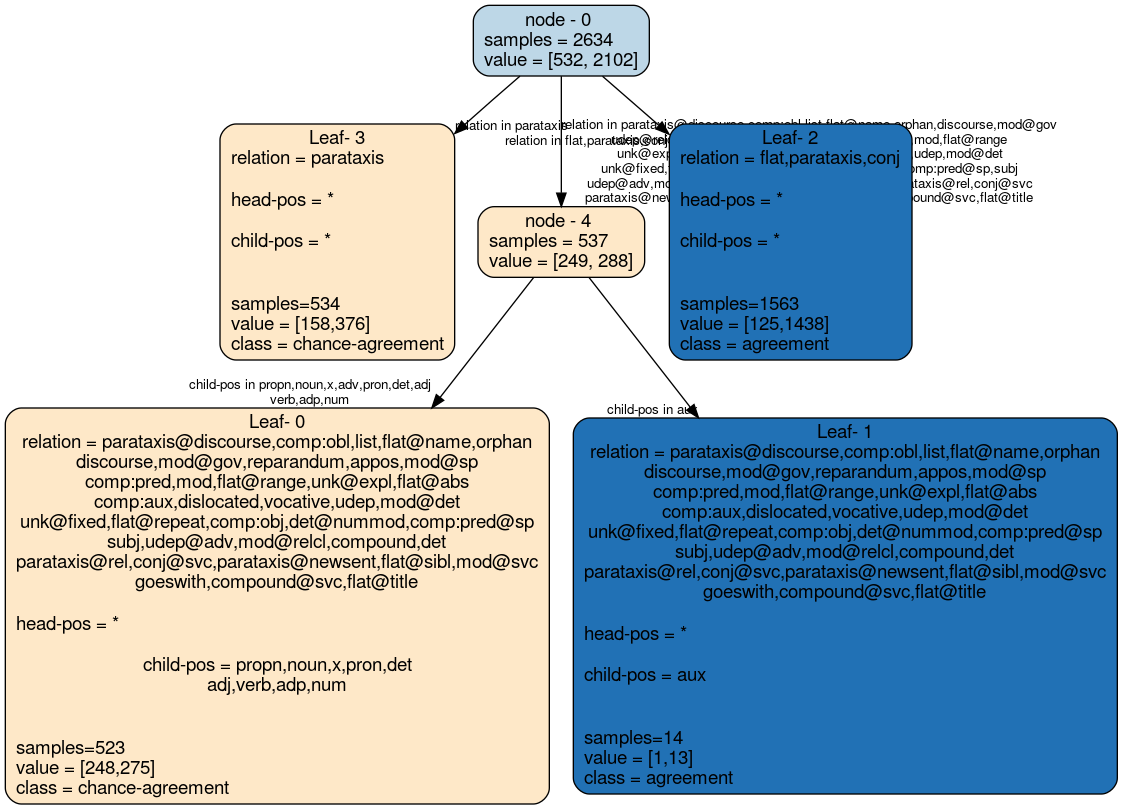 node - 0
samples = 2634
value = [532, 2102]
relation in parataxis
relation in flat,parataxis,conj
relation in parataxis@discourse,comp:obl,list,flat@name,orphan,discourse,mod@gov
mod,flat@range
unk@expl
udep,mod@det
unk@fixed,
comp:pred@sp,subj
udep@adv,
parataxis@rel,conj@svc
parataxis@newsent
compound@svc,flat@title
Leaf- 3
relation = parataxis
head-pos = *
child-pos = *
samples=534
value = [158,376]
class = chance-agreement
Leaf- 2
relation = flat,parataxis,conj
head-pos = *
child-pos = *
samples=1563
value = [125,1438]
class = agreement
node - 4
samples = 537
value = [249, 288]
child-pos in propn,noun,x,adv,pron,det,adj
verb,adp,num
child-pos in aux
Leaf- 0
relation = parataxis@discourse,comp:obl,list,flat@name,orphan
discourse,mod@gov,reparandum,appos,mod@sp
comp:pred,mod,flat@range,unk@expl,flat@abs
comp:aux,dislocated,vocative,udep,mod@det
unk@fixed,flat@repeat,comp:obj,det@nummod,comp:pred@sp
subj,udep@adv,mod@relcl,compound,det
parataxis@rel,conj@svc,parataxis@newsent,flat@sibl,mod@svc
goeswith,compound@svc,flat@title
head-pos = *
child-pos = propn,noun,x,pron,det
adj,verb,adp,num
samples=523
value = [248,275]
class = chance-agreement
Leaf- 1
relation = parataxis@discourse,comp:obl,list,flat@name,orphan
discourse,mod@gov,reparandum,appos,mod@sp
comp:pred,mod,flat@range,unk@expl,flat@abs
comp:aux,dislocated,vocative,udep,mod@det
unk@fixed,flat@repeat,comp:obj,det@nummod,comp:pred@sp
subj,udep@adv,mod@relcl,compound,det
parataxis@rel,conj@svc,parataxis@newsent,flat@sibl,mod@svc
goeswith,compound@svc,flat@title
head-pos = *
child-pos = aux
samples=14
value = [1,13]
class = agreement